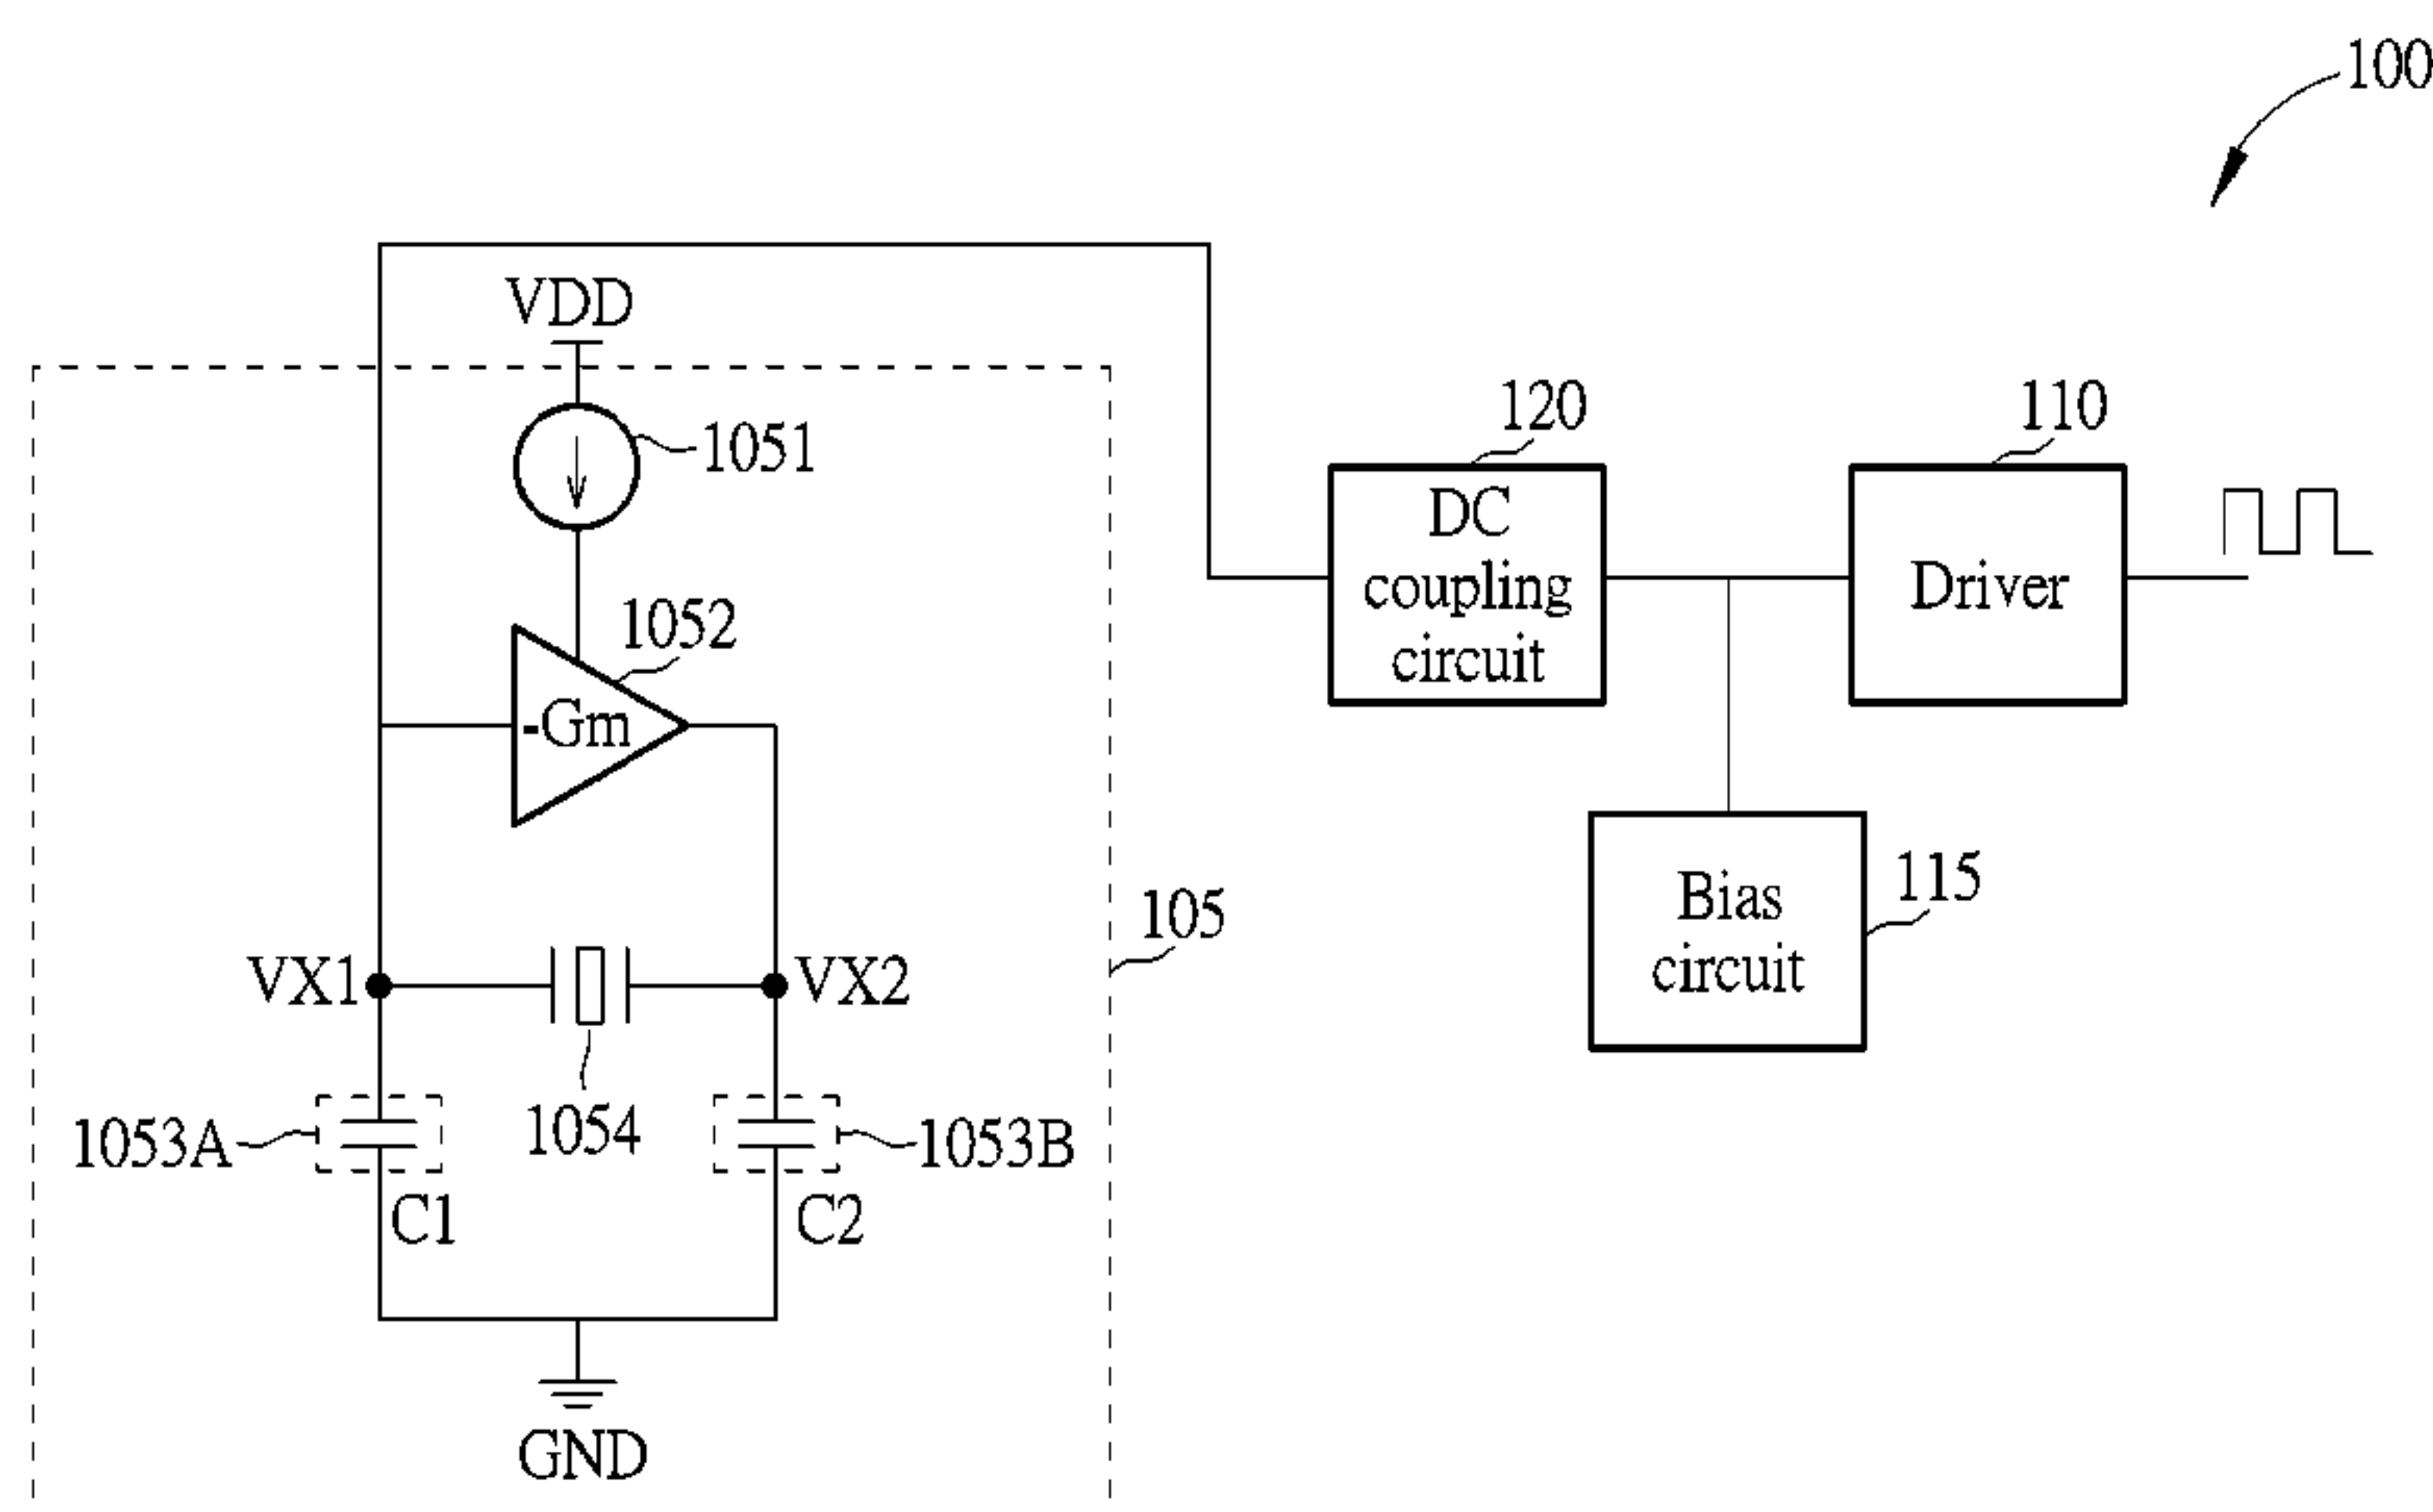 100
VDD
1051
120
110
DC
coupling
circuit
Driver
1052
-Gm
Bias
circuit
115
105
VX1
VX2
1053A
1054
1053B
C1
C2
GND